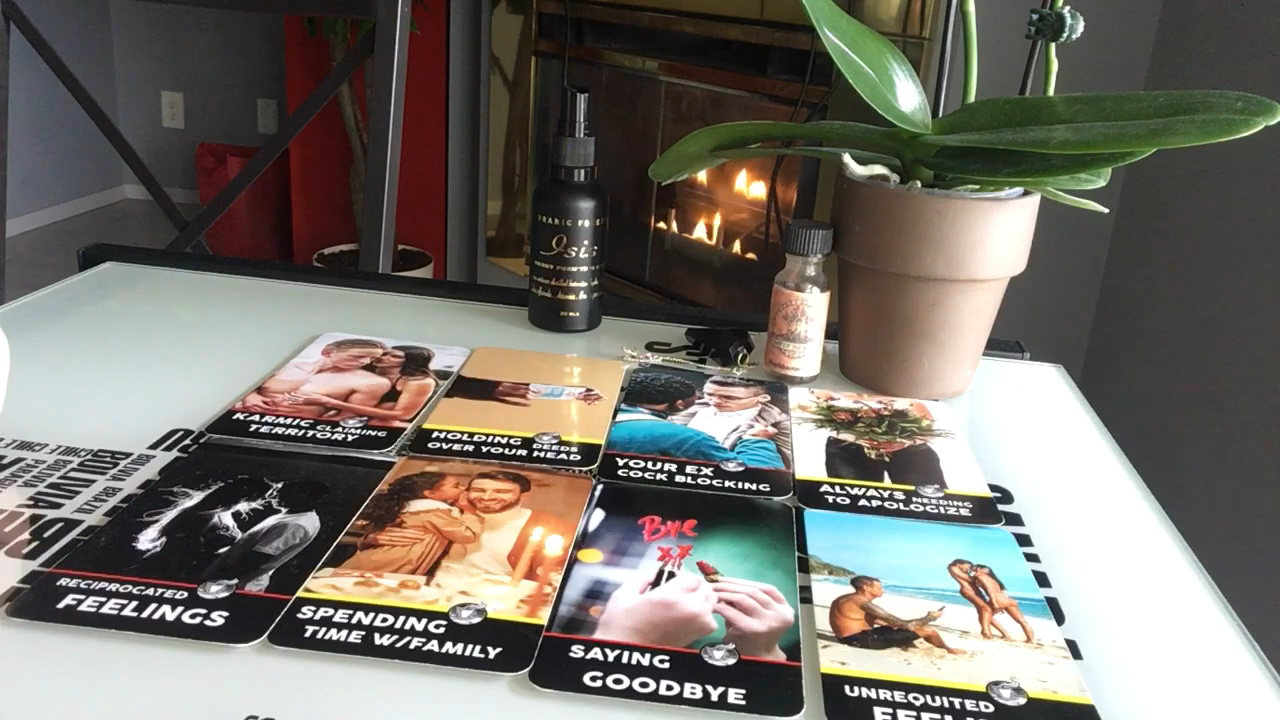 Isis
KARMIC CLAIMING
TERRITORY
HOLDING DEEDS
OVER YOUR HEAD
YOUR EX
COCK BLOCKING
ALWAYS NEEDING
TO APOLOGIZE
RECIPROCATED
FEELINGS
SPENDING
TIME W/FAMILY
Bye
xx
SAYING
GOODBYE
UNREQUITED
BOLIVIA